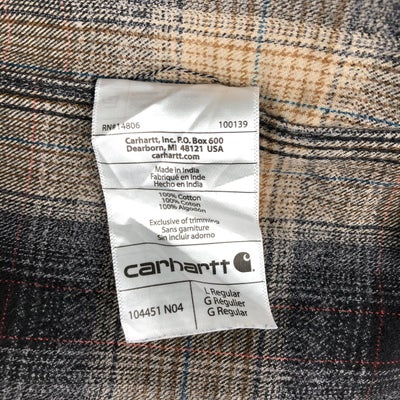 RN#14806 100139
Carhartt, Inc. P.O. Box 600
Dearborn, MI 48121 USA
carhartt.com
Made in India
Fabriqué en Inde
Hecho en India
100% Cotton
100% Coton
100% Algodón
Exclusive of trimming
Sans garniture
Sin incluir adorno
carhartt
104451 N04
L Regular
G Régulier
G Regular